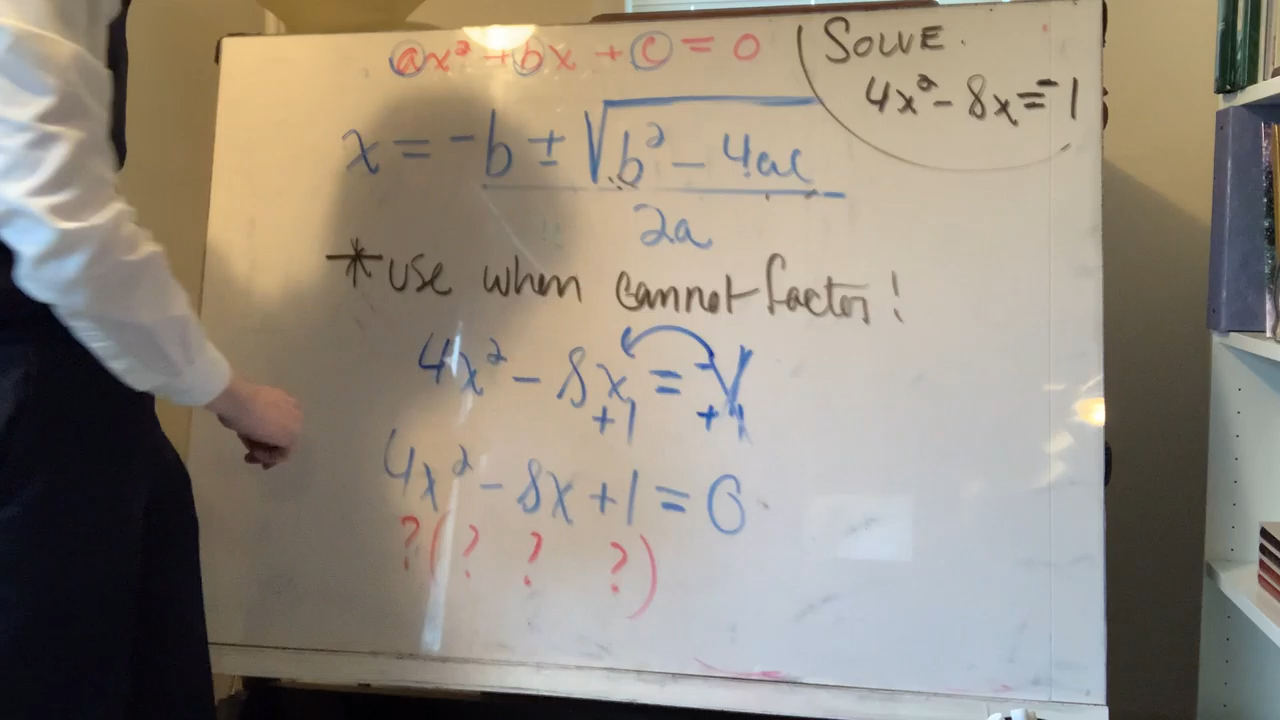 ax² + bx + c = 0
SOLVE.
4x² - 8x = -1
x = -b ± √b² - 4ac
2a
*use when cannot factor!
4x² - 8x = -1
+1 +1
4x² - 8x + 1 = 0
? ( ? ? ? )